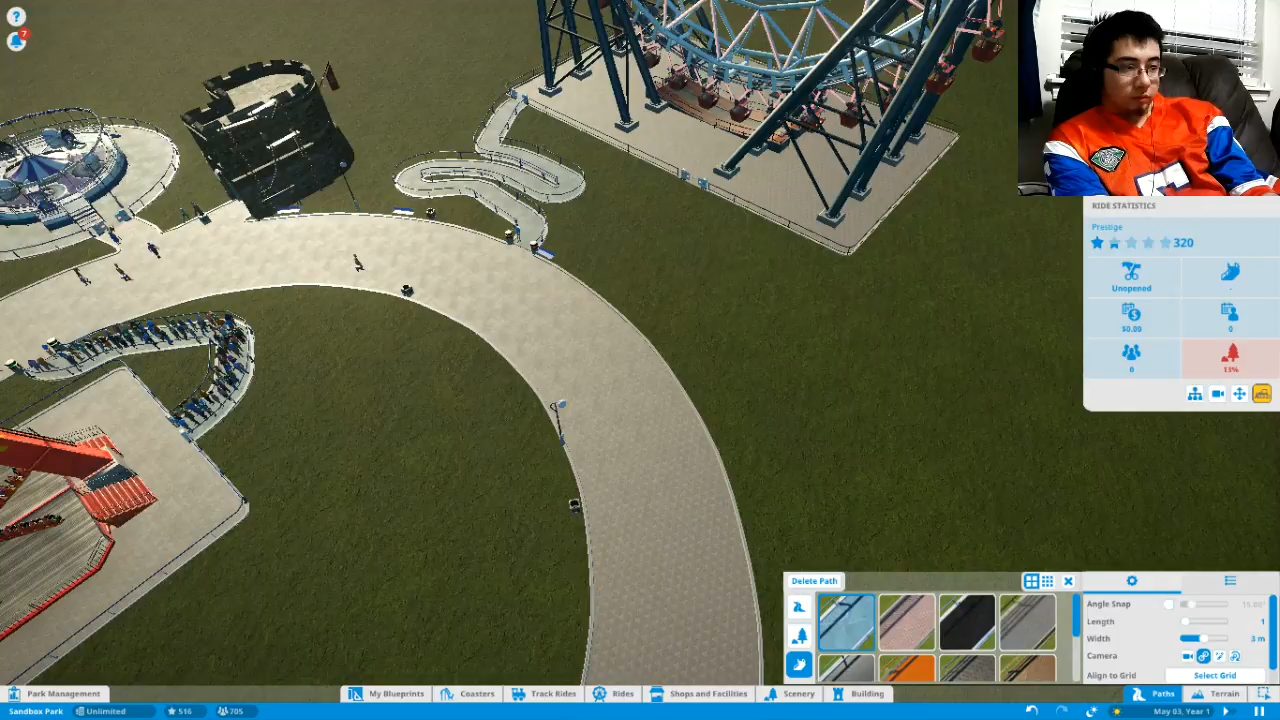 ?
7
RIDE STATISTICS
Prestige
320
Unopened
-
$0.00
0
0
13%
Delete Path
Angle Snap
Length 1
Width 3 m
Camera
Align to Grid Select Grid
Park Management
My Blueprints
Coasters
Track Rides
Rides
Shops and Facilities
Scenery
Building
Paths
Terrain
Sandbox Park
Unlimited
516
705
May 03, Year 1